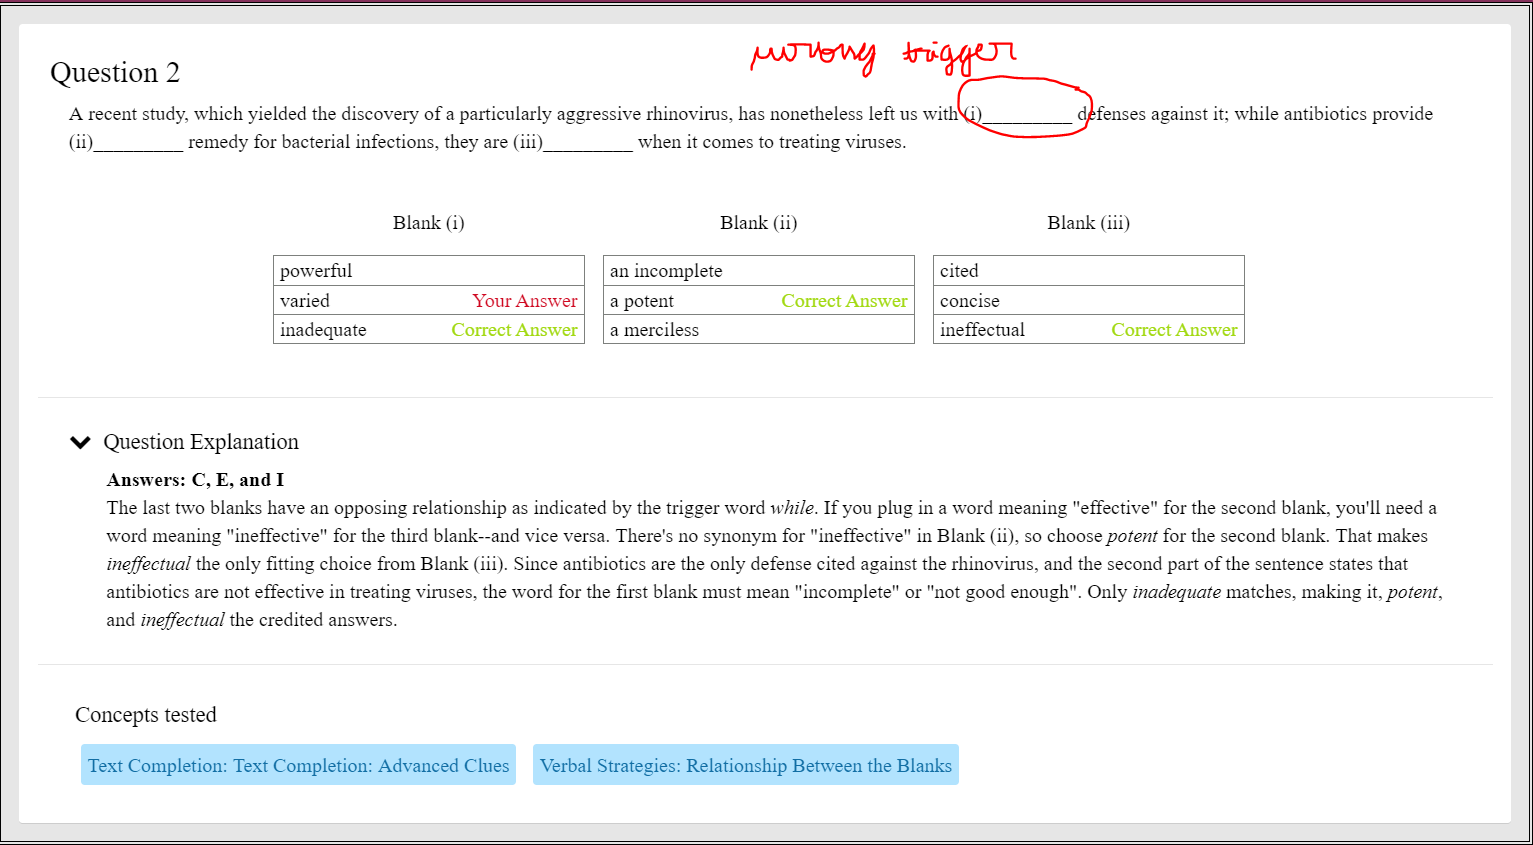 wrong trigger
Question 2
A recent study, which yielded the discovery of a particularly aggressive rhinovirus, has nonetheless left us with (i)_________ defenses against it; while antibiotics provide
(ii)_________ remedy for bacterial infections, they are (iii)_________ when it comes to treating viruses.
Blank (i) Blank (ii) Blank (iii)
powerful an incomplete cited
varied Your Answer a potent Correct Answer concise
inadequate Correct Answer a merciless ineffectual Correct Answer
Question Explanation
Answers: C, E, and I
The last two blanks have an opposing relationship as indicated by the trigger word while. If you plug in a word meaning "effective" for the second blank, you'll need a
word meaning "ineffective" for the third blank--and vice versa. There's no synonym for "ineffective" in Blank (ii), so choose potent for the second blank. That makes
ineffectual the only fitting choice from Blank (iii). Since antibiotics are the only defense cited against the rhinovirus, and the second part of the sentence states that
antibiotics are not effective in treating viruses, the word for the first blank must mean "incomplete" or "not good enough". Only inadequate matches, making it, potent,
and ineffectual the credited answers.
Concepts tested
Text Completion: Text Completion: Advanced Clues Verbal Strategies: Relationship Between the Blanks